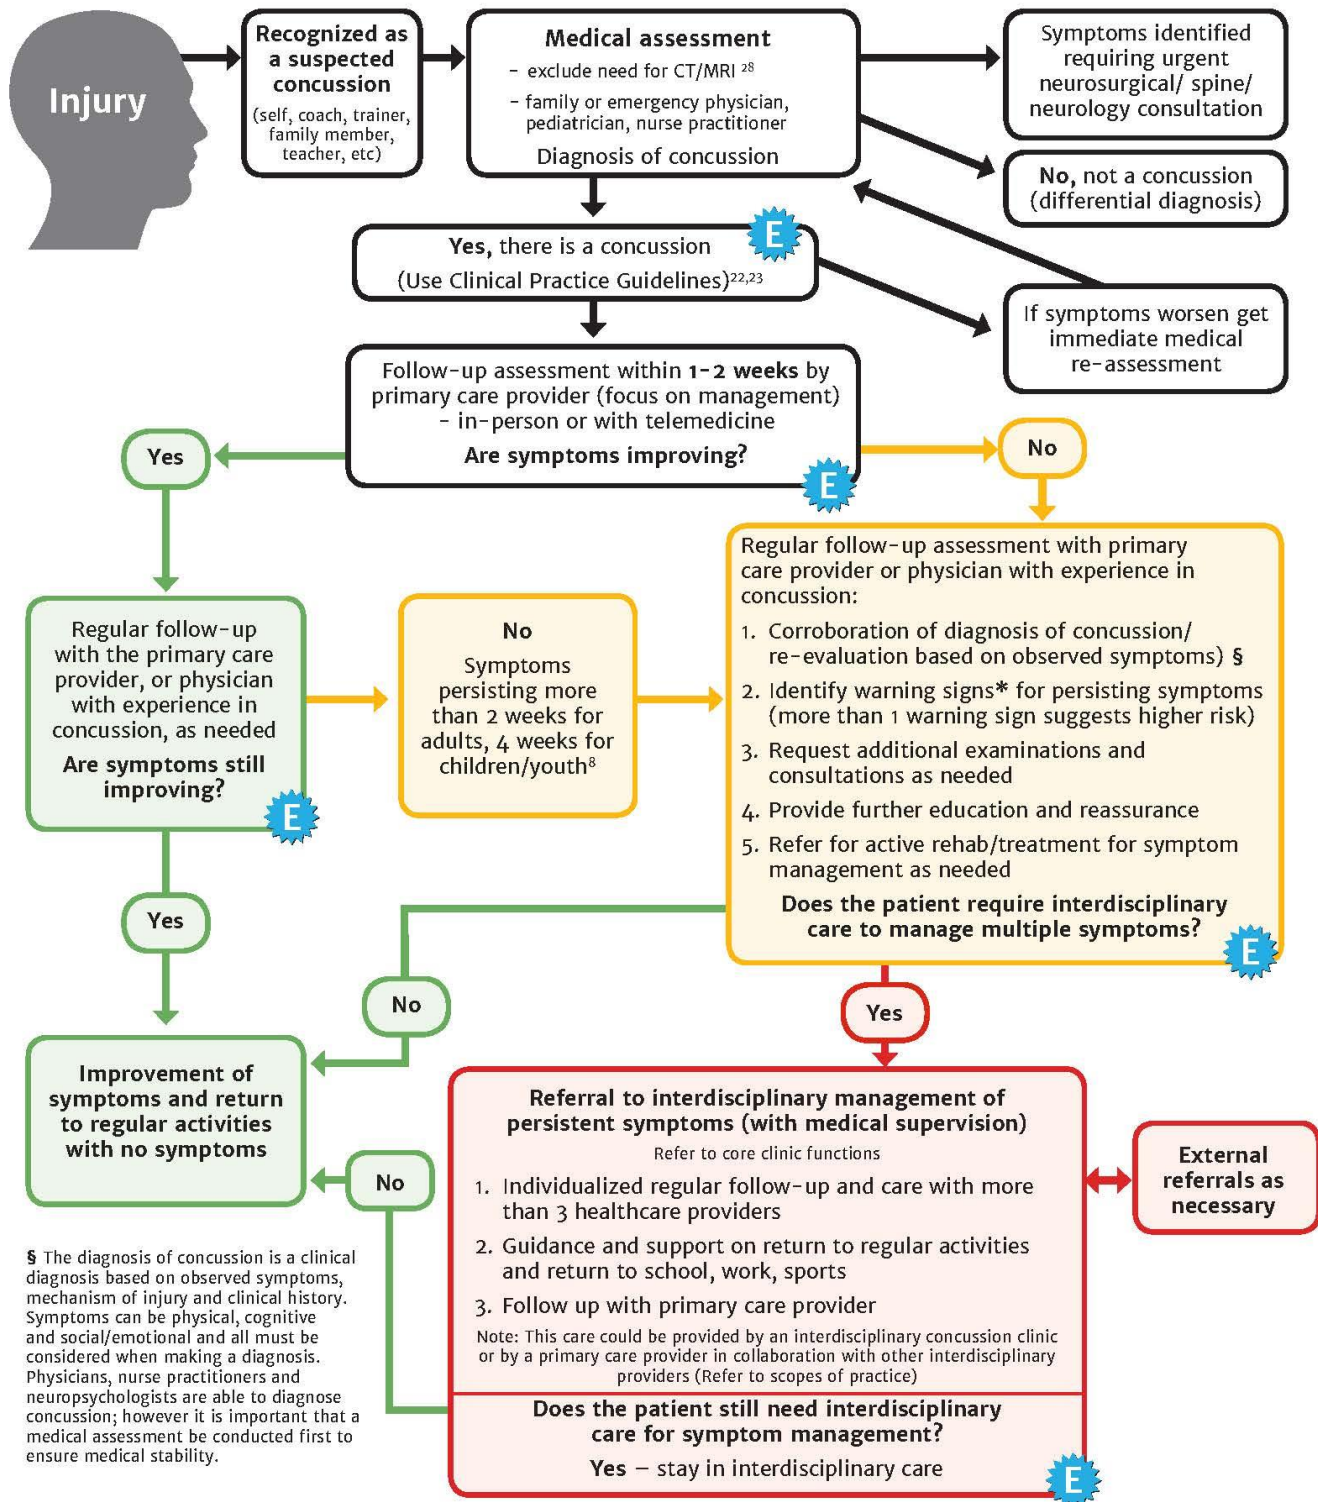 Injury
Recognized as
a suspected
concussion
(self, coach, trainer,
family member,
teacher, etc)
Medical assessment
- exclude need for CT/MRI ²⁸
- family or emergency physician,
pediatrician, nurse practitioner
Diagnosis of concussion
Symptoms identified
requiring urgent
neurosurgical/ spine/
neurology consultation
No, not a concussion
(differential diagnosis)
Yes, there is a concussion
(Use Clinical Practice Guidelines)²²,²³
E
If symptoms worsen get
immediate medical
re-assessment
Follow-up assessment within 1-2 weeks by
primary care provider (focus on management)
- in-person or with telemedicine
Are symptoms improving?
E
Yes
No
Regular follow-up
with the primary care
provider, or physician
with experience in
concussion, as needed
Are symptoms still
improving?
E
No
Symptoms
persisting more
than 2 weeks for
adults, 4 weeks for
children/youth⁸
Regular follow-up assessment with primary
care provider or physician with experience in
concussion:
1. Corroboration of diagnosis of concussion/
re-evaluation based on observed symptoms) §
2. Identify warning signs* for persisting symptoms
(more than 1 warning sign suggests higher risk)
3. Request additional examinations and
consultations as needed
4. Provide further education and reassurance
5. Refer for active rehab/treatment for symptom
management as needed
Does the patient require interdisciplinary
care to manage multiple symptoms?
E
Yes
No
Yes
Improvement of
symptoms and return
to regular activities
with no symptoms
No
Referral to interdisciplinary management of
persistent symptoms (with medical supervision)
Refer to core clinic functions
1. Individualized regular follow-up and care with more
than 3 healthcare providers
2. Guidance and support on return to regular activities
and return to school, work, sports
3. Follow up with primary care provider
Note: This care could be provided by an interdisciplinary concussion clinic
or by a primary care provider in collaboration with other interdisciplinary
providers (Refer to scopes of practice)
Does the patient still need interdisciplinary
care for symptom management?
Yes – stay in interdisciplinary care
E
External
referrals as
necessary
§ The diagnosis of concussion is a clinical
diagnosis based on observed symptoms,
mechanism of injury and clinical history.
Symptoms can be physical, cognitive
and social/emotional and all must be
considered when making a diagnosis.
Physicians, nurse practitioners and
neuropsychologists are able to diagnose
concussion; however it is important that a
medical assessment be conducted first to
ensure medical stability.